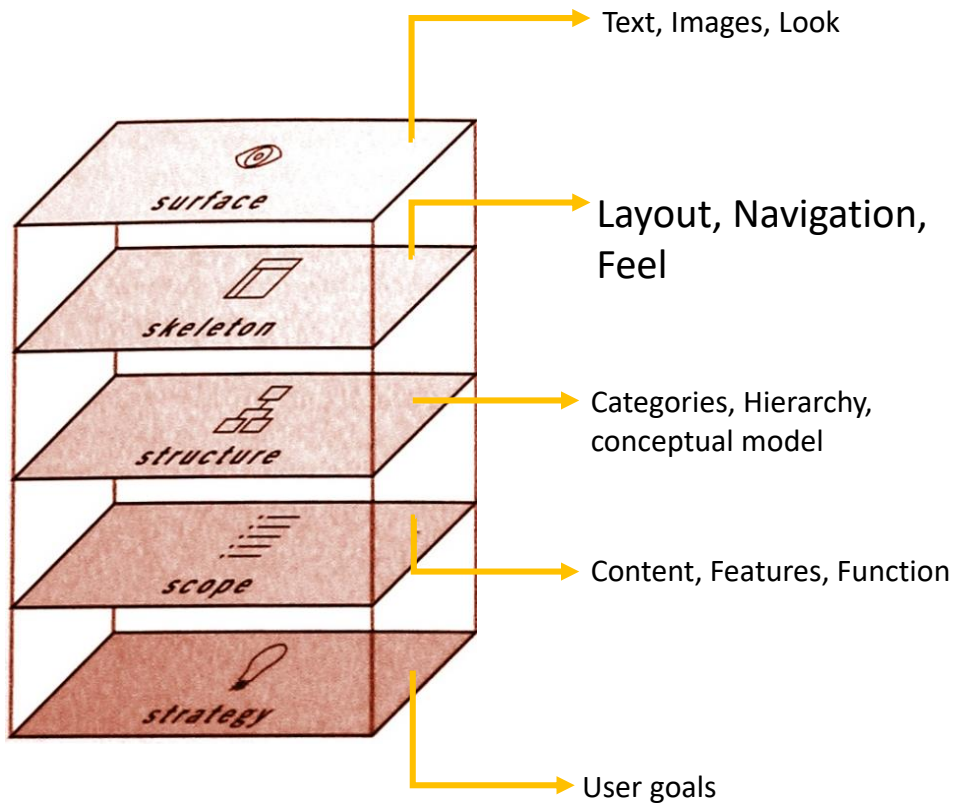 Text, Images, Look
surface
Layout, Navigation,
Feel
skeleton
Categories, Hierarchy,
conceptual model
structure
Content, Features, Function
scope
strategy
User goals